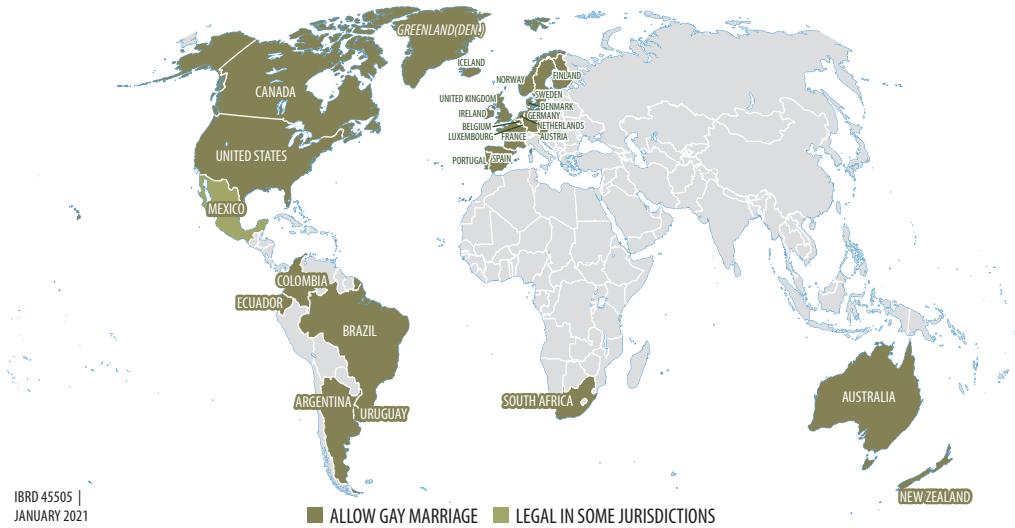 GREENLAND(DEN.)
ICELAND
CANADA
NORWAY
FINLAND
SWEDEN
UNITED KINGDOM
DENMARK
GERMANY
IRELAND
NETHERLANDS
BELGIUM
LUXEMBOURG
FRANCE
AUSTRIA
UNITED STATES
PORTUGAL
SPAIN
MEXICO
COLOMBIA
ECUADOR
BRAZIL
ARGENTINA
URUGUAY
SOUTH AFRICA
AUSTRALIA
NEW ZEALAND
IBRD 45505 |
JANUARY 2021
ALLOW GAY MARRIAGE
LEGAL IN SOME JURISDICTIONS